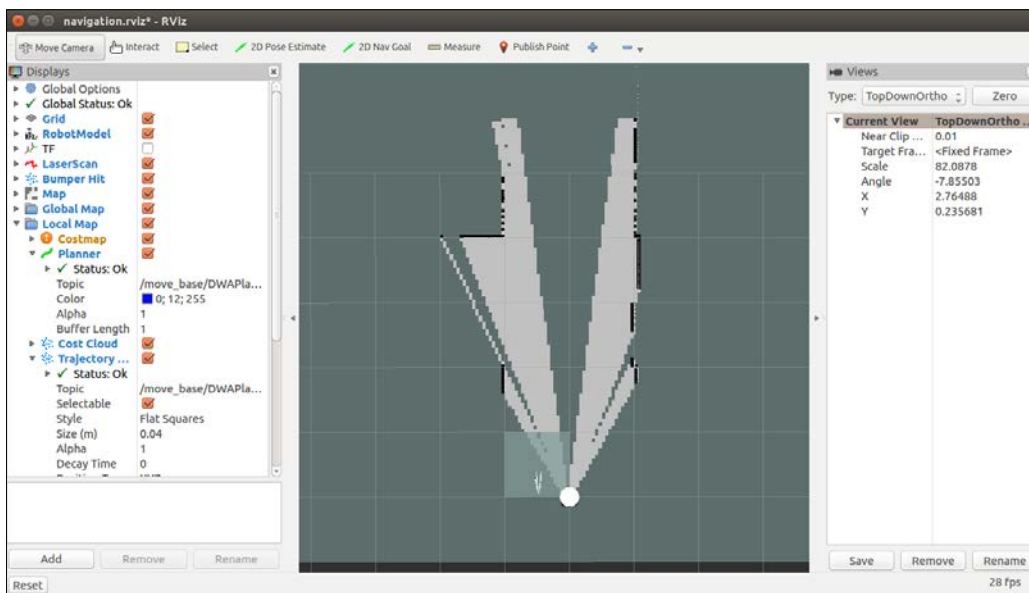 navigation.rviz* - RViz
Move Camera Interact Select 2D Pose Estimate 2D Nav Goal Measure Publish Point
Displays
Global Options
Global Status: Ok
Grid
RobotModel
TF
LaserScan
Bumper Hit
Map
Global Map
Local Map
Costmap
Planner
Status: Ok
Topic /move_base/DWAPla...
Color 0; 12; 255
Alpha 1
Buffer Length 1
Cost Cloud
Trajectory ...
Status: Ok
Topic /move_base/DWAPla...
Selectable
Style Flat Squares
Size (m) 0.04
Alpha 1
Decay Time 0
Add Remove Rename
Reset
Views
Type: TopDownOrtho Zero
Current View TopDownOrtho ...
Near Clip ... 0.01
Target Fra... <Fixed Frame>
Scale 82.0878
Angle -7.85503
X 2.76488
Y 0.235681
Save Remove Rename
28 fps